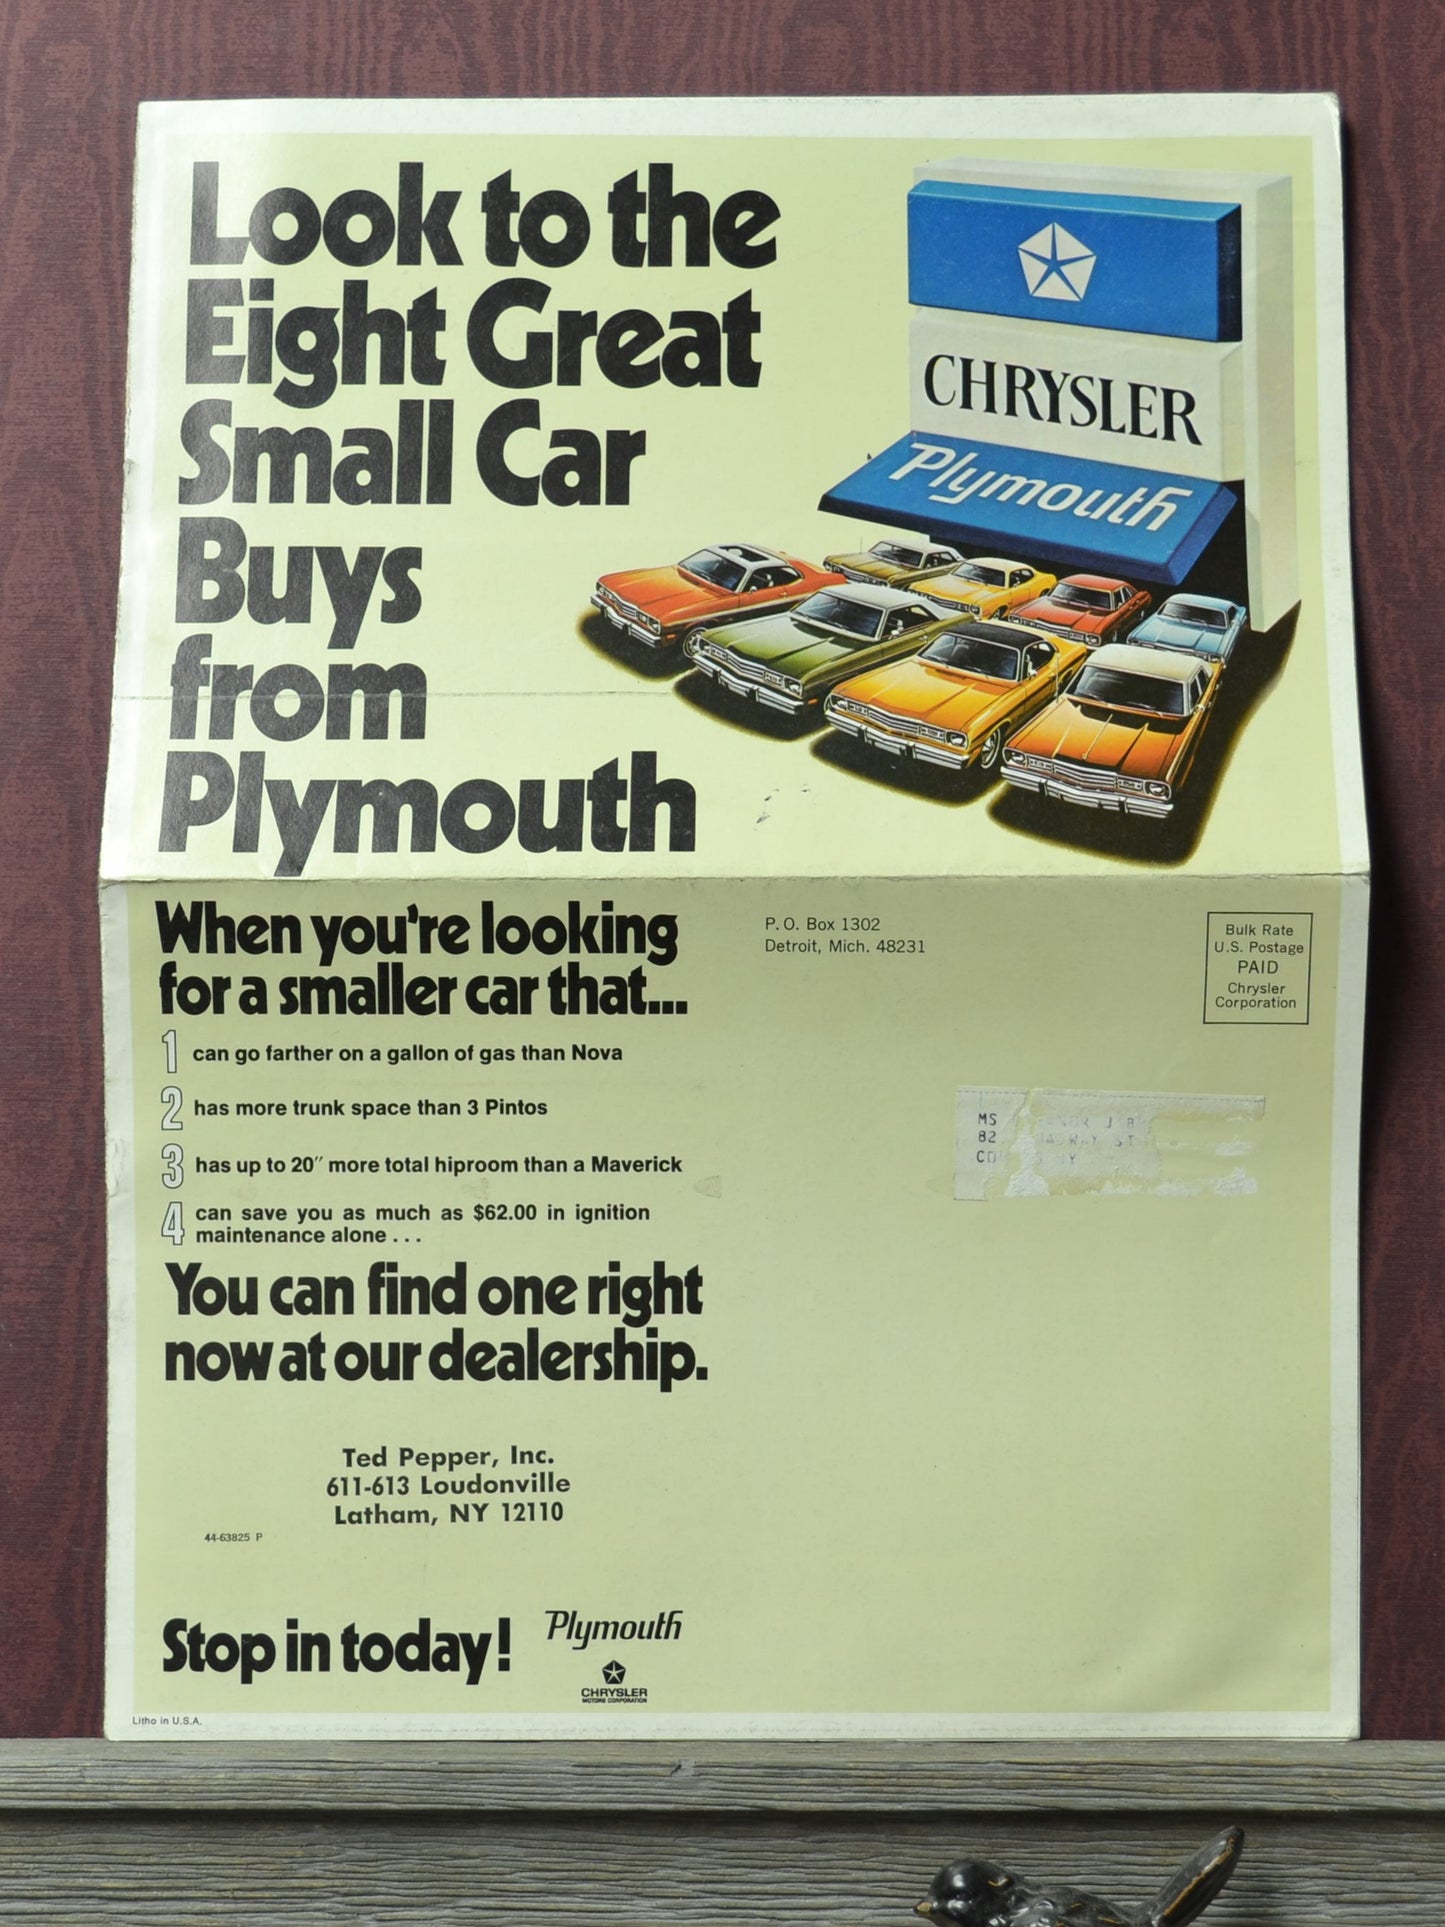 Look to the
Eight Great
Small Car
Buys
from
Plymouth
CHRYSLER
Plymouth
When you're looking
for a smaller car that...
1 can go farther on a gallon of gas than Nova
2 has more trunk space than 3 Pintos
3 has up to 20″ more total hiproom than a Maverick
4 can save you as much as $62.00 in ignition
maintenance alone . . .
You can find one right
now at our dealership.
Ted Pepper, Inc.
611-613 Loudonville
Latham, NY 12110
44-63825 P
Stop in today!
Plymouth
CHRYSLER
MOTORS CORPORATION
Litho in U.S.A.
P.O. Box 1302
Detroit, Mich. 48231
Bulk Rate
U.S. Postage
PAID
Chrysler
Corporation
MS
82